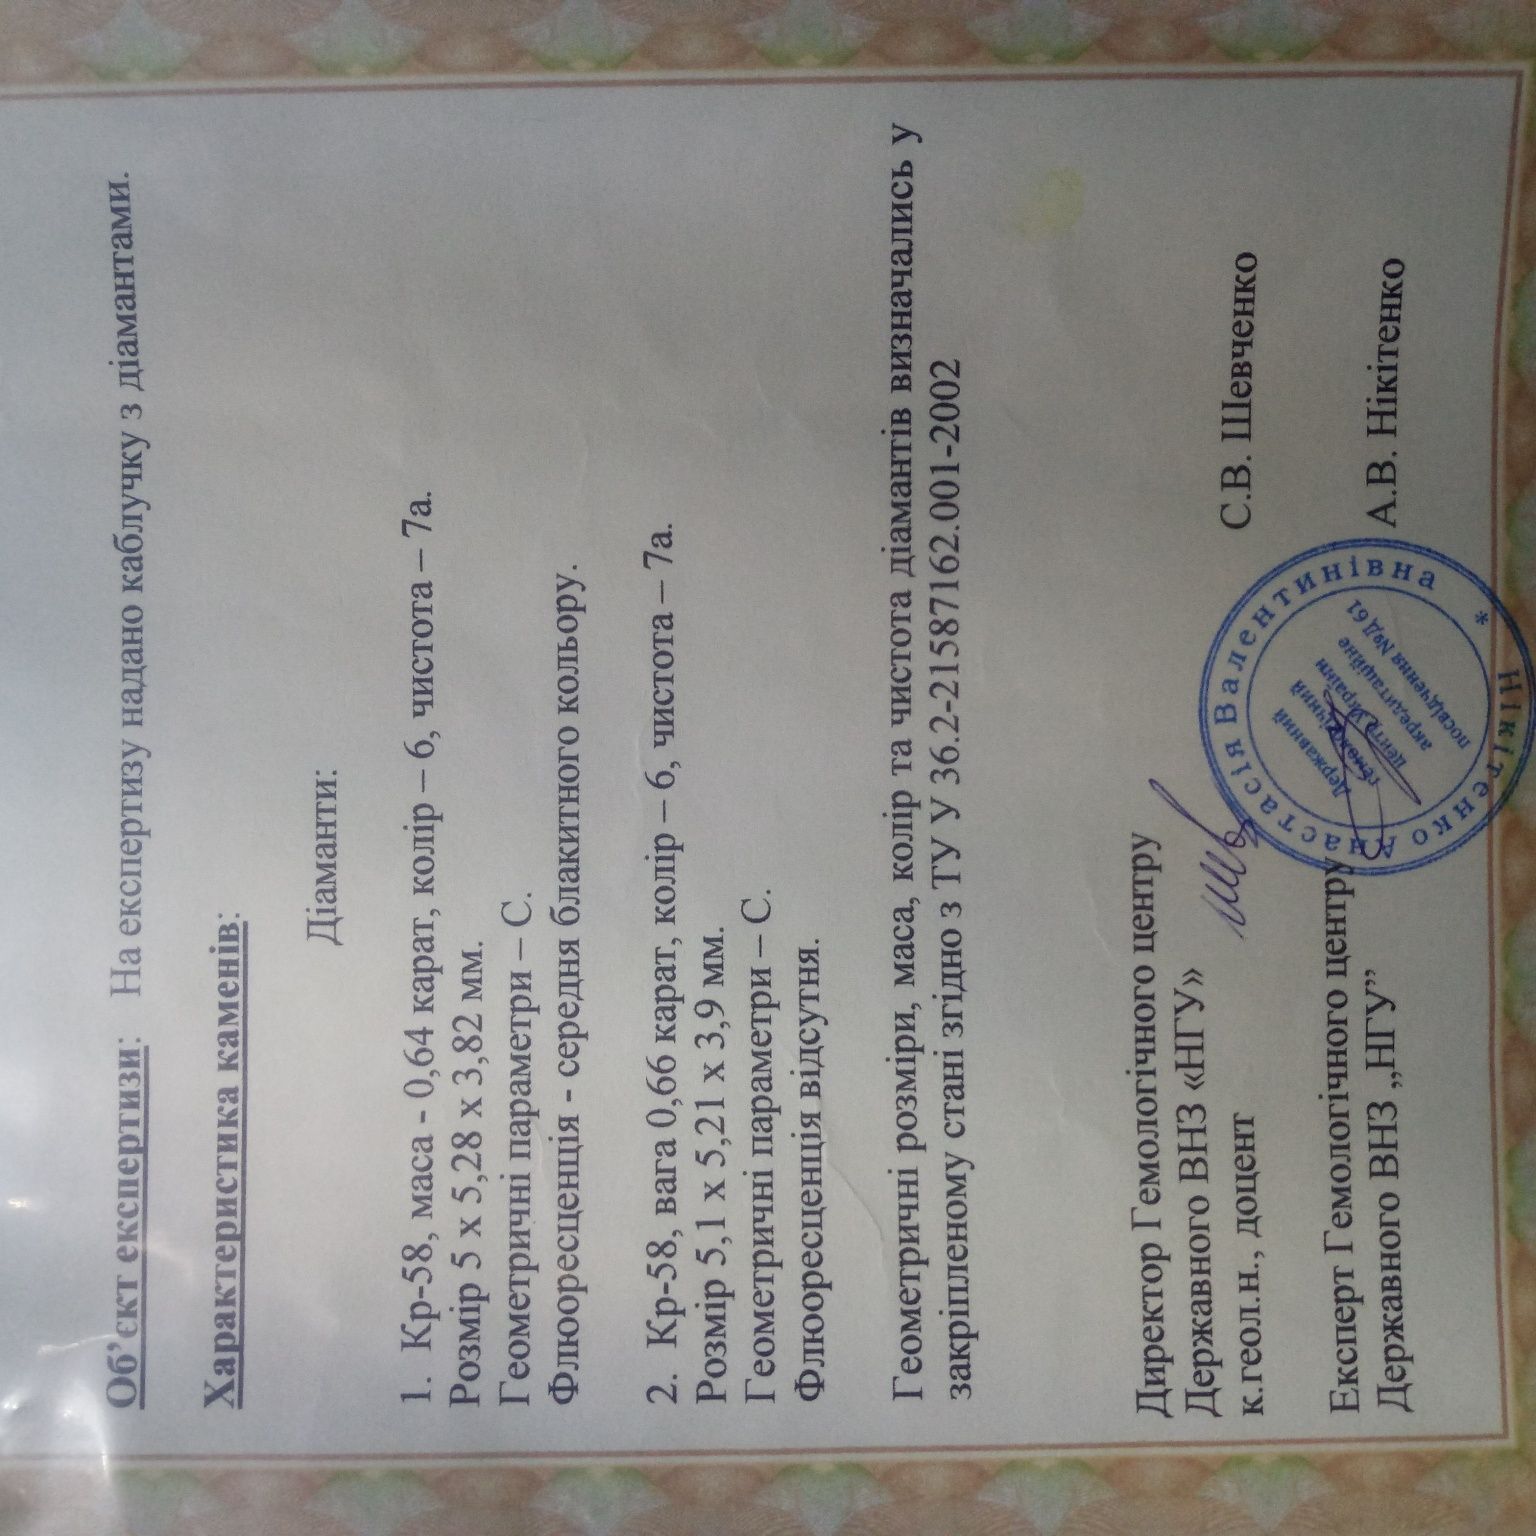 Об’єкт експертизи: На експертизу надано каблучку з діамантами.
Характеристика каменів:
Діаманти:
1. Кр-58, маса - 0,64 карат, колір – 6, чистота – 7а.
Розмір 5 х 5,28 х 3,82 мм.
Геометричні параметри – С.
Флюоресценція - середня блакитного кольору.
2. Кр-58, вага 0,66 карат, колір – 6, чистота – 7а.
Розмір 5,1 х 5,21 х 3,9 мм.
Геометричні параметри – С.
Флюоресценція відсутня.
Геометричні розміри, маса, колір та чистота діамантів визначались у
закріпленому стані згідно з ТУ У 36.2-21587162.001-2002
Директор Гемологічного центру
Державного ВНЗ «НГУ»
к.геол.н., доцент С.В. Шевченко
Експерт Гемологічного центру
Державного ВНЗ „НГУ” А.В. Нікітенко
Нікітенко Анастасія Валентинівна *
Державний
гемологічний
центр України
акредитаційне
посвідчення №Д 61